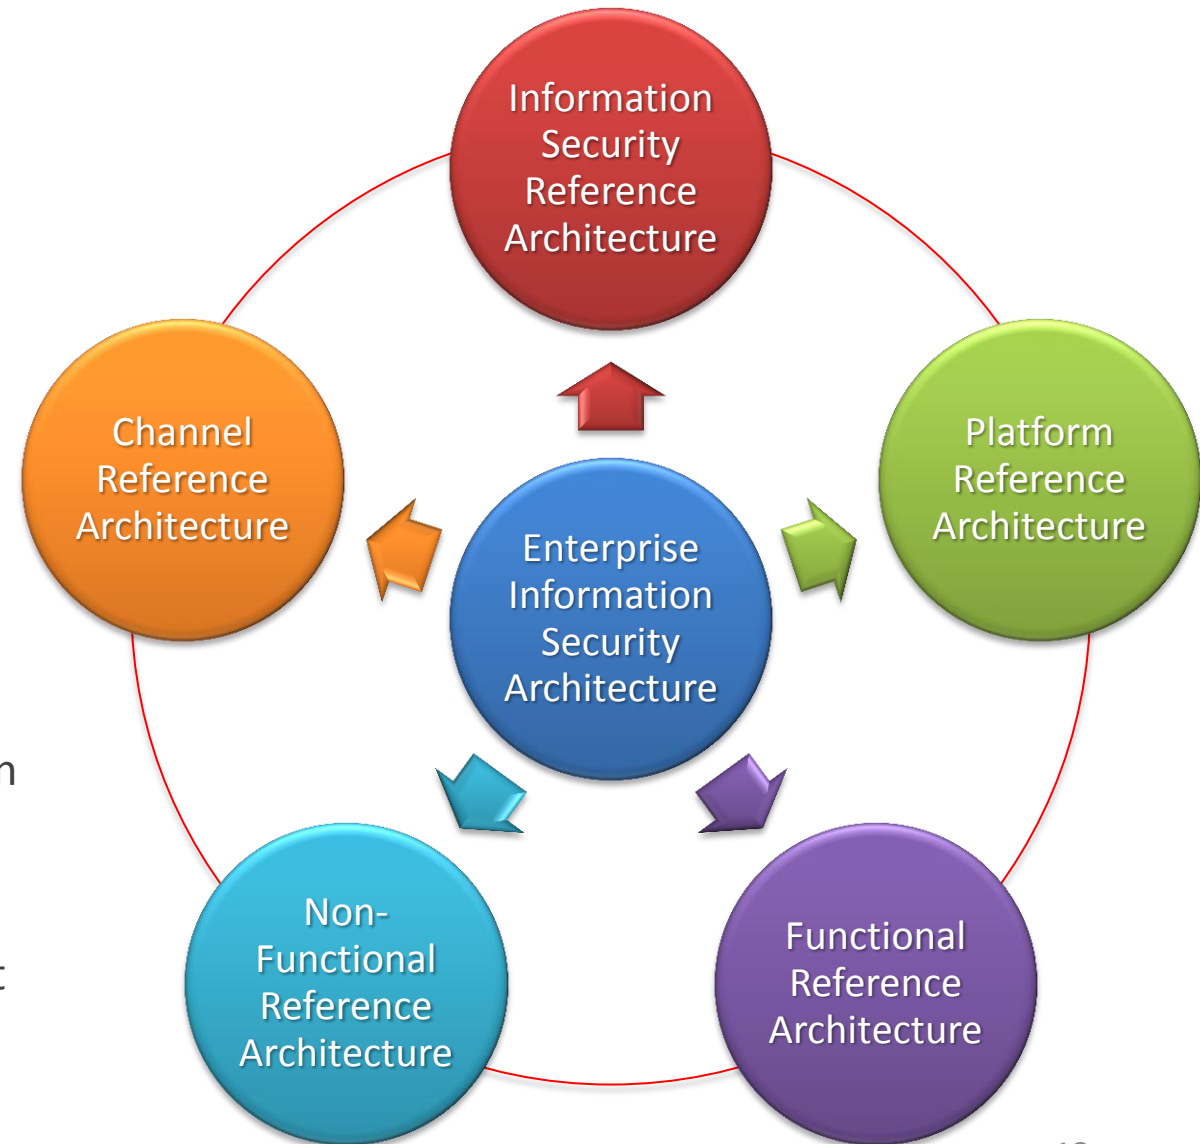 Information
Security
Reference
Architecture
Channel
Reference
Architecture
Platform
Reference
Architecture
Enterprise
Information
Security
Architecture
Non-
Functional
Reference
Architecture
Functional
Reference
Architecture